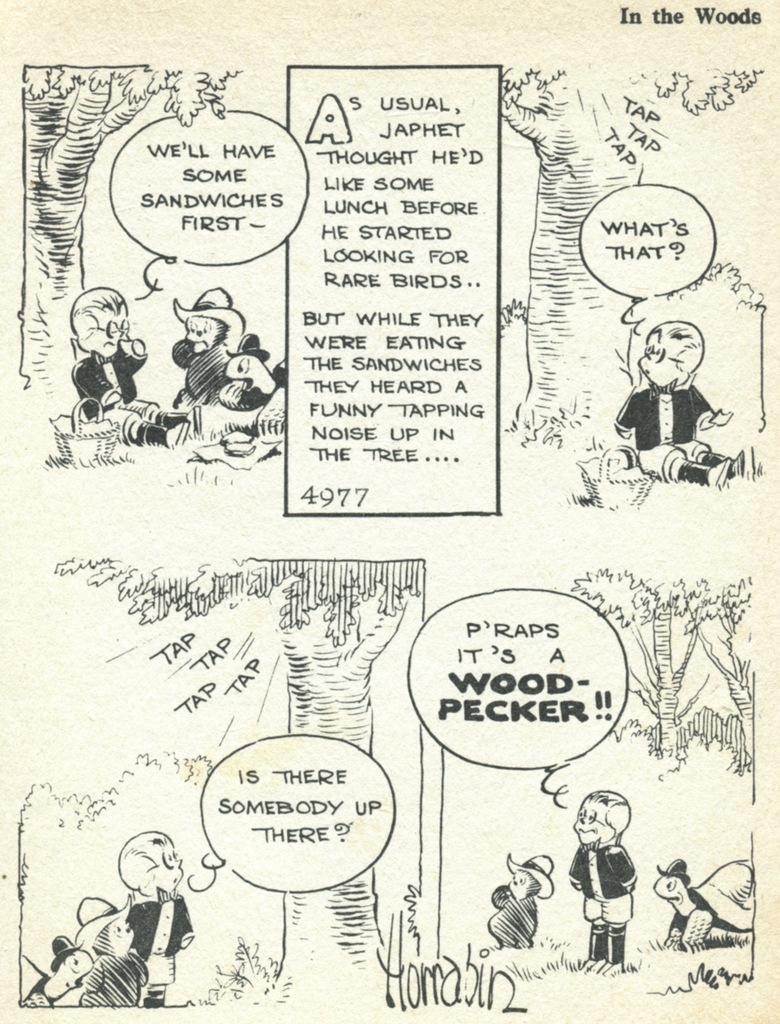 In the Woods
WE'LL HAVE
SOME
SANDWICHES
FIRST–
AS USUAL,
JAPHET
THOUGHT HE'D
LIKE SOME
LUNCH BEFORE
HE STARTED
LOOKING FOR
RARE BIRDS..
BUT WHILE THEY
WERE EATING
THE SANDWICHES
THEY HEARD A
FUNNY TAPPING
NOISE UP IN
THE TREE....
4977
TAP
TAP
TAP
WHAT'S
THAT?
TAP
TAP
TAP TAP
IS THERE
SOMEBODY UP
THERE?
P'RAPS
IT'S A
WOOD-
PECKER!!
Horrabin